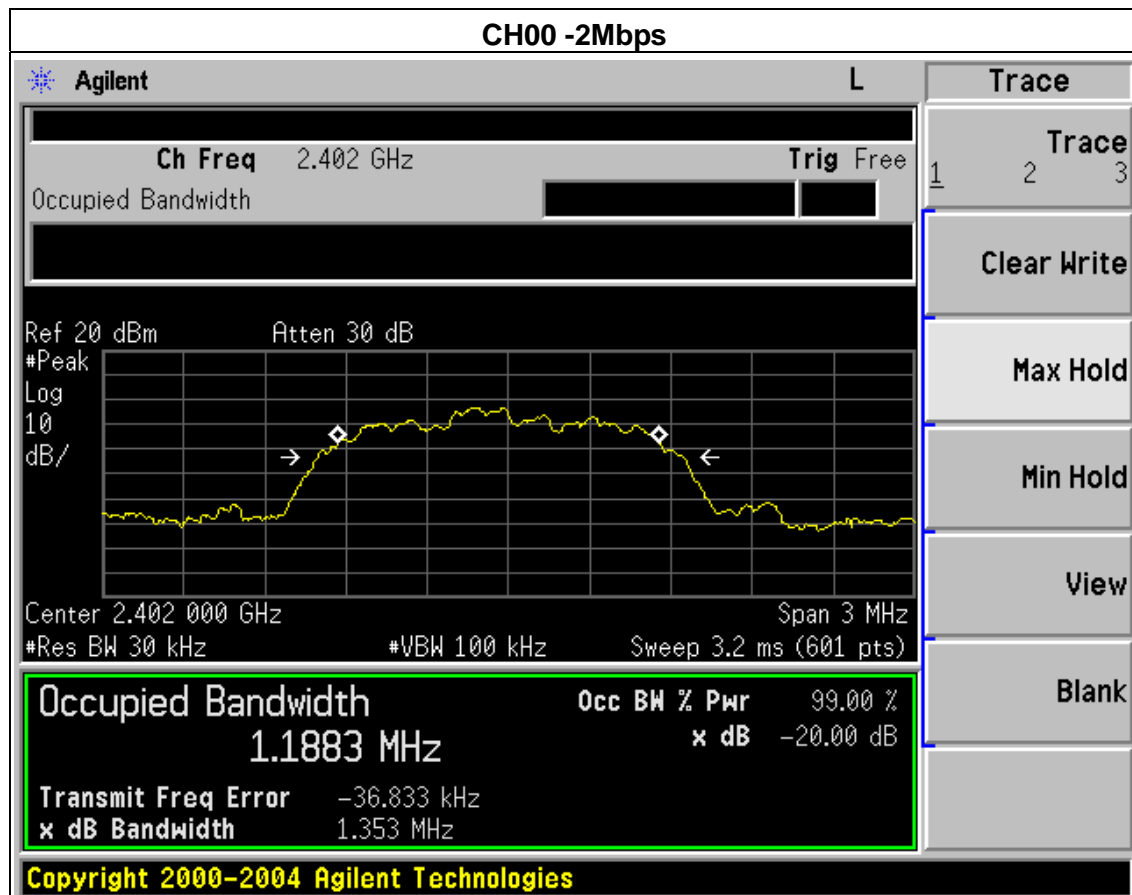 CH00 -2Mbps
Agilent L Trace
Ch Freq 2.402 GHz Trig Free
Occupied Bandwidth
Trace
1 2 3
Clear Write
Max Hold
Min Hold
View
Blank
Ref 20 dBm Atten 30 dB
#Peak
Log
10
dB/
Center 2.402 000 GHz Span 3 MHz
#Res BW 30 kHz #VBW 100 kHz Sweep 3.2 ms (601 pts)
Occupied Bandwidth
1.1883 MHz
Occ BW % Pwr 99.00 %
x dB -20.00 dB
Transmit Freq Error -36.833 kHz
x dB Bandwidth 1.353 MHz
Copyright 2000-2004 Agilent Technologies